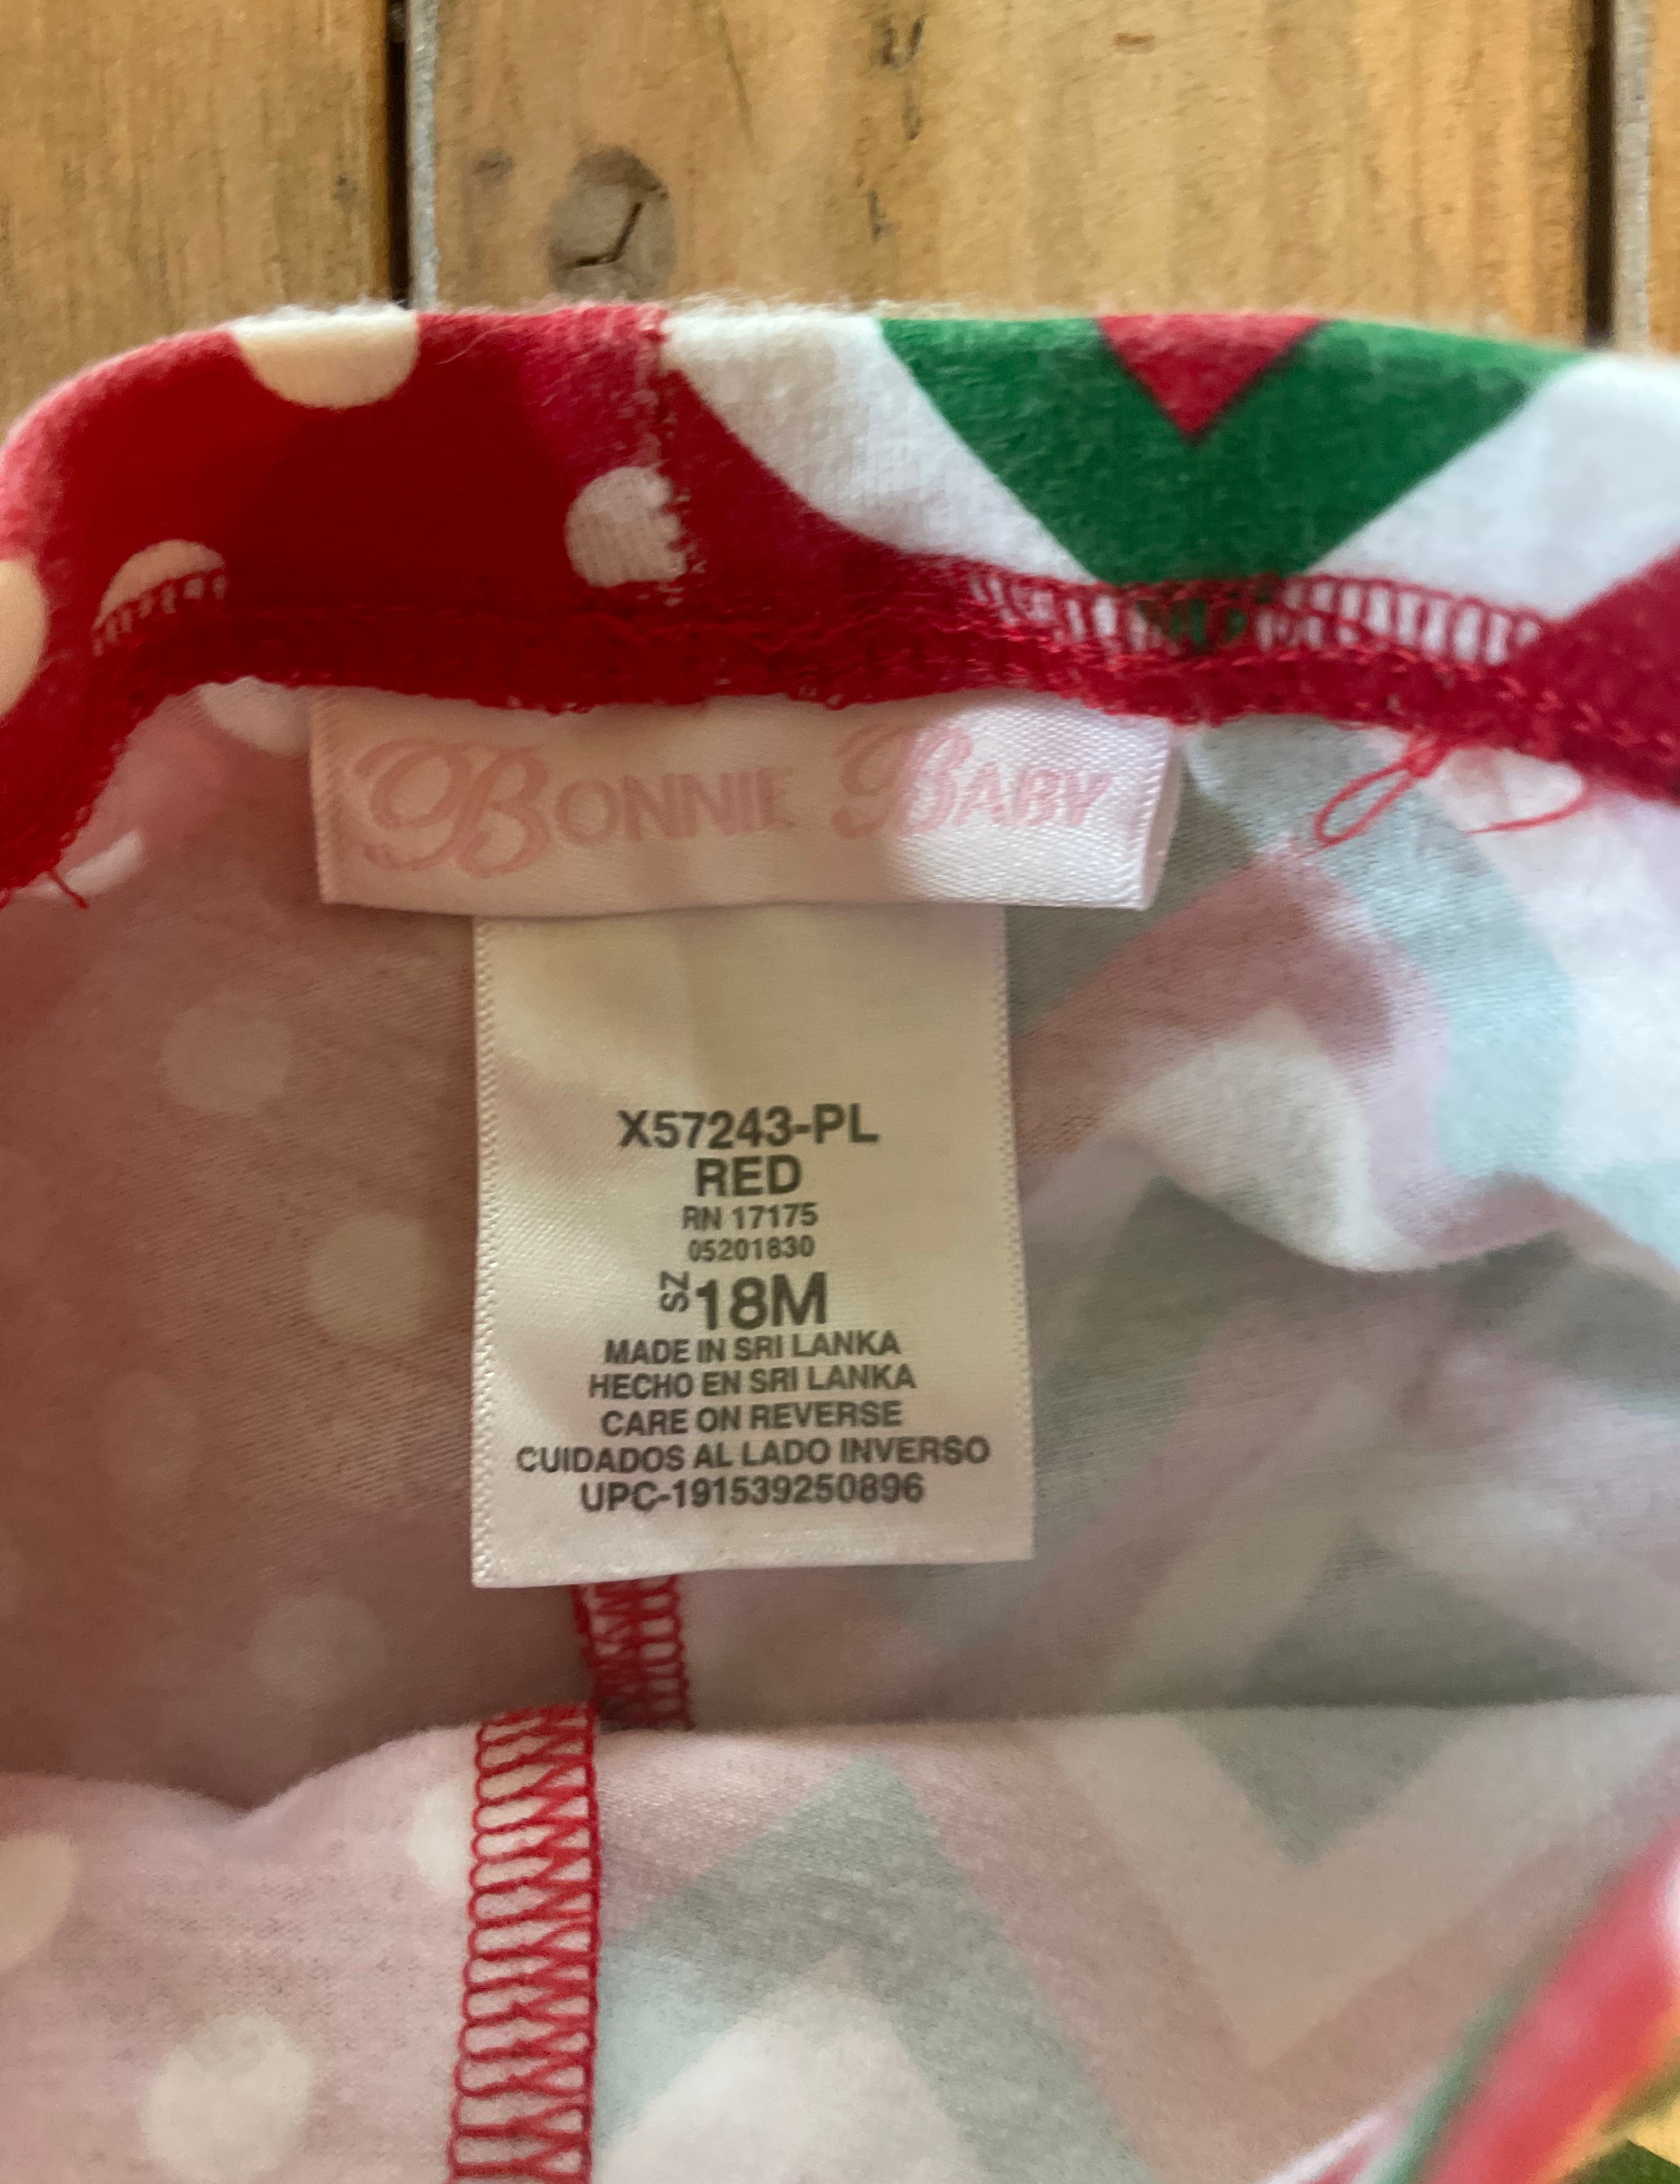 BONNIE BABY
X57243-PL
RED
RN 17175
05201830
SZ 18M
MADE IN SRI LANKA
HECHO EN SRI LANKA
CARE ON REVERSE
CUIDADOS AL LADO INVERSO
UPC-191539250896